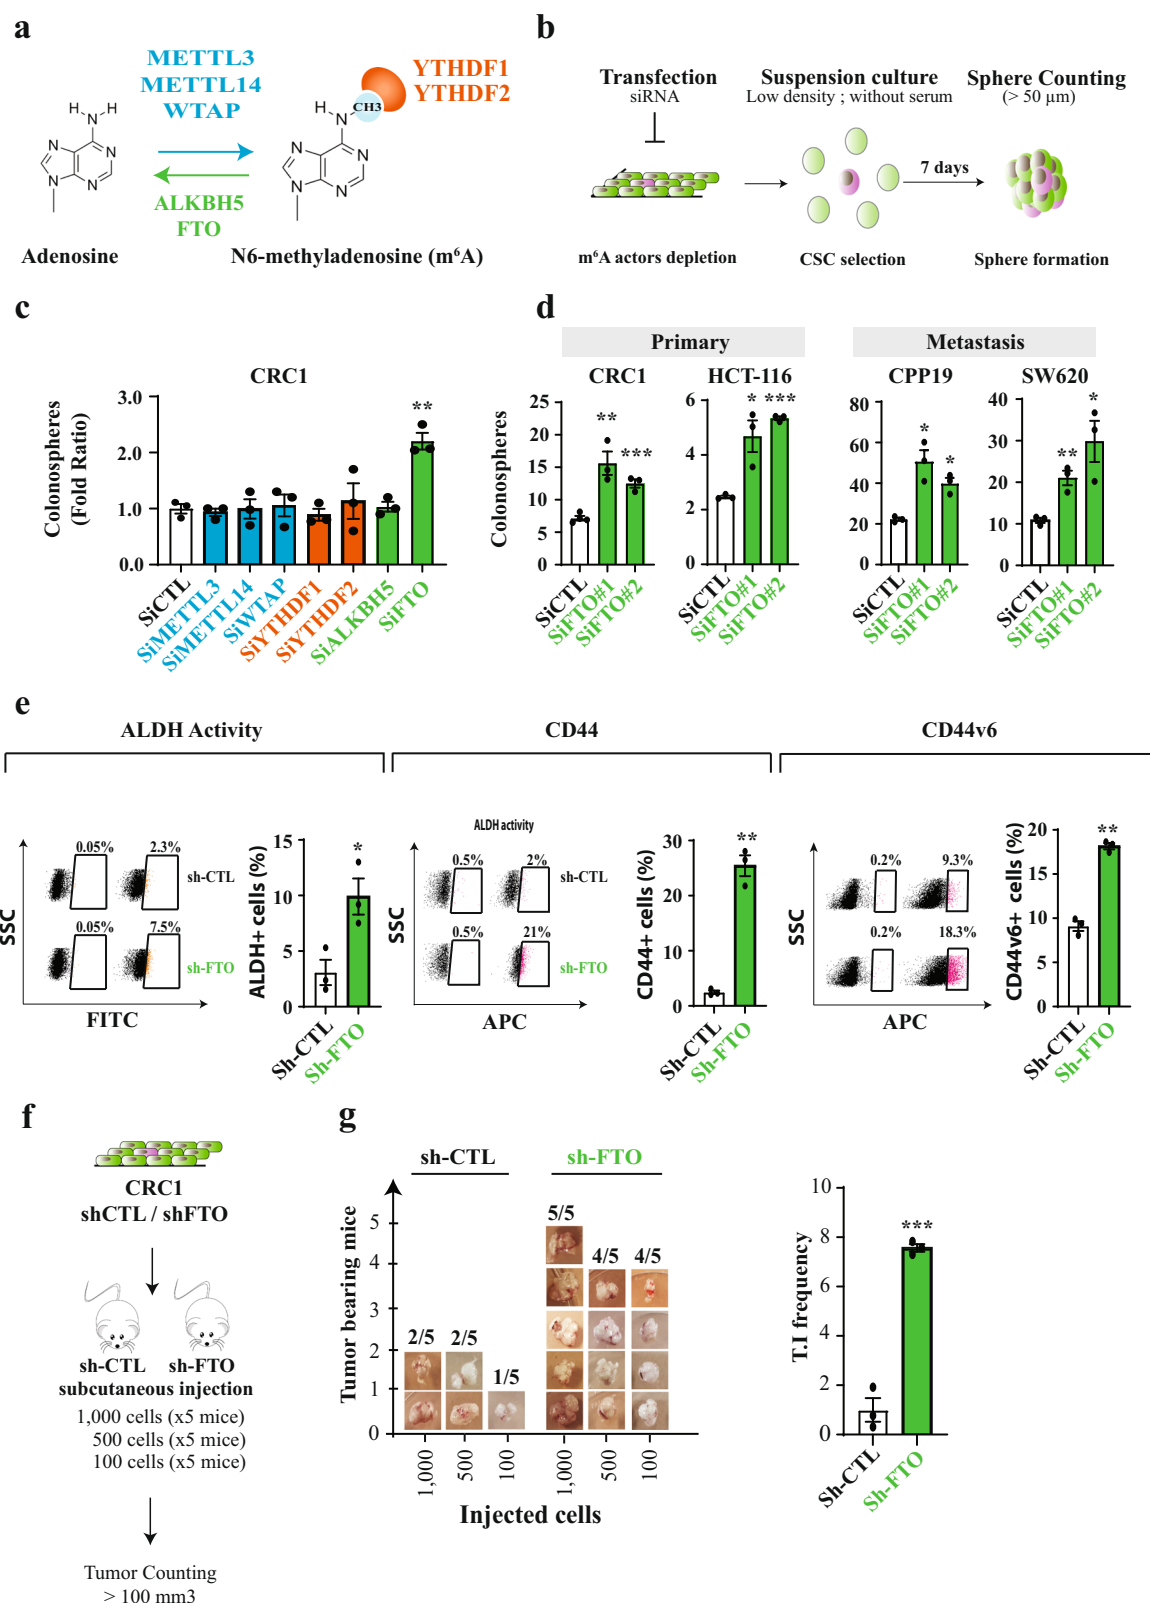 a
METTL3
METTL14
WTAP
YTHDF1
YTHDF2
H
H
N
N
N
N
N
H
N
CH3
N
N
N
N
ALKBH5
FTO
Adenosine
N6-methyladenosine (m⁶A)
b
Transfection
siRNA
Suspension culture
Low density ; without serum
Sphere Counting
(> 50 µm)
7 days
m⁶A actors depletion
CSC selection
Sphere formation
c
CRC1
Colonospheres
(Fold Ratio)
3.0
2.0
1.0
0.0
**
SiCTL
SiMETTL3
SiMETTL14
SiWTAP
SiYTHDF1
SiYTHDF2
SiALKBH5
SiFTO
d
Primary
Metastasis
CRC1
HCT-116
CPP19
SW620
Colonospheres
25
20
15
10
5
0
** ***
SiCTL
SiFTO#1
SiFTO#2
6
4
2
0
* ***
SiCTL
SiFTO#1
SiFTO#2
80
60
40
20
0
* *
SiCTL
SiFTO#1
SiFTO#2
40
30
20
10
0
** *
SiCTL
SiFTO#1
SiFTO#2
e
ALDH Activity
CD44
CD44v6
SSC
0.05%
2.3%
sh-CTL
0.05%
7.5%
sh-FTO
FITC
ALDH+ cells (%)
15
10
5
0
*
Sh-CTL
Sh-FTO
ALDH activity
SSC
0.5%
2%
sh-CTL
0.5%
21%
sh-FTO
APC
CD44+ cells (%)
30
20
10
0
**
Sh-CTL
Sh-FTO
SSC
0.2%
9.3%
0.2%
18.3%
APC
CD44v6+ cells (%)
20
15
10
5
0
**
Sh-CTL
Sh-FTO
f
CRC1
shCTL / shFTO
sh-CTL sh-FTO
subcutaneous injection
1,000 cells (x5 mice)
500 cells (x5 mice)
100 cells (x5 mice)
Tumor Counting
> 100 mm3
g
sh-CTL
sh-FTO
Tumor bearing mice
5
4
3
2
1
0
2/5
2/5
1/5
5/5
4/5
4/5
1,000
500
100
1,000
500
100
Injected cells
T.I frequency
10
8
6
4
2
0
***
Sh-CTL
Sh-FTO